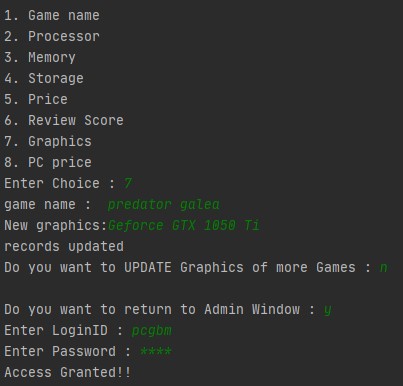 1. Game name
2. Processor
3. Memory
4. Storage
5. Price
6. Review Score
7. Graphics
8. PC price
Enter Choice : 7
game name :  predator galea
New graphics:Geforce GTX 1050 Ti
records updated
Do you want to UPDATE Graphics of more Games : n
Do you want to return to Admin Window : y
Enter LoginID : pcgbm
Enter Password : ****
Access Granted!!